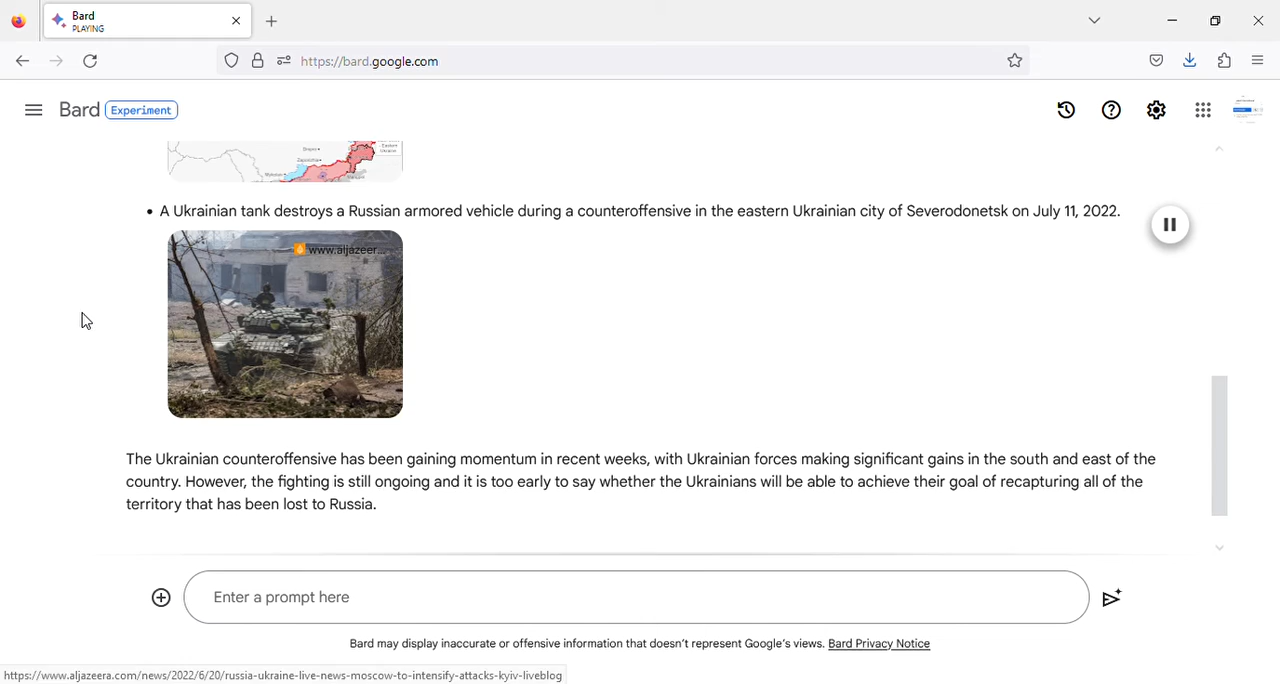 Bard
PLAYING
https://bard.google.com
Bard Experiment
Eastern
Ukraine
A Ukrainian tank destroys a Russian armored vehicle during a counteroffensive in the eastern Ukrainian city of Severodonetsk on July 11, 2022.
www.aljazeer...
The Ukrainian counteroffensive has been gaining momentum in recent weeks, with Ukrainian forces making significant gains in the south and east of the
country. However, the fighting is still ongoing and it is too early to say whether the Ukrainians will be able to achieve their goal of recapturing all of the
territory that has been lost to Russia.
Enter a prompt here
Bard may display inaccurate or offensive information that doesn't represent Google's views. Bard Privacy Notice
https://www.aljazeera.com/news/2022/6/20/russia-ukraine-live-news-moscow-to-intensify-attacks-kyiv-liveblog